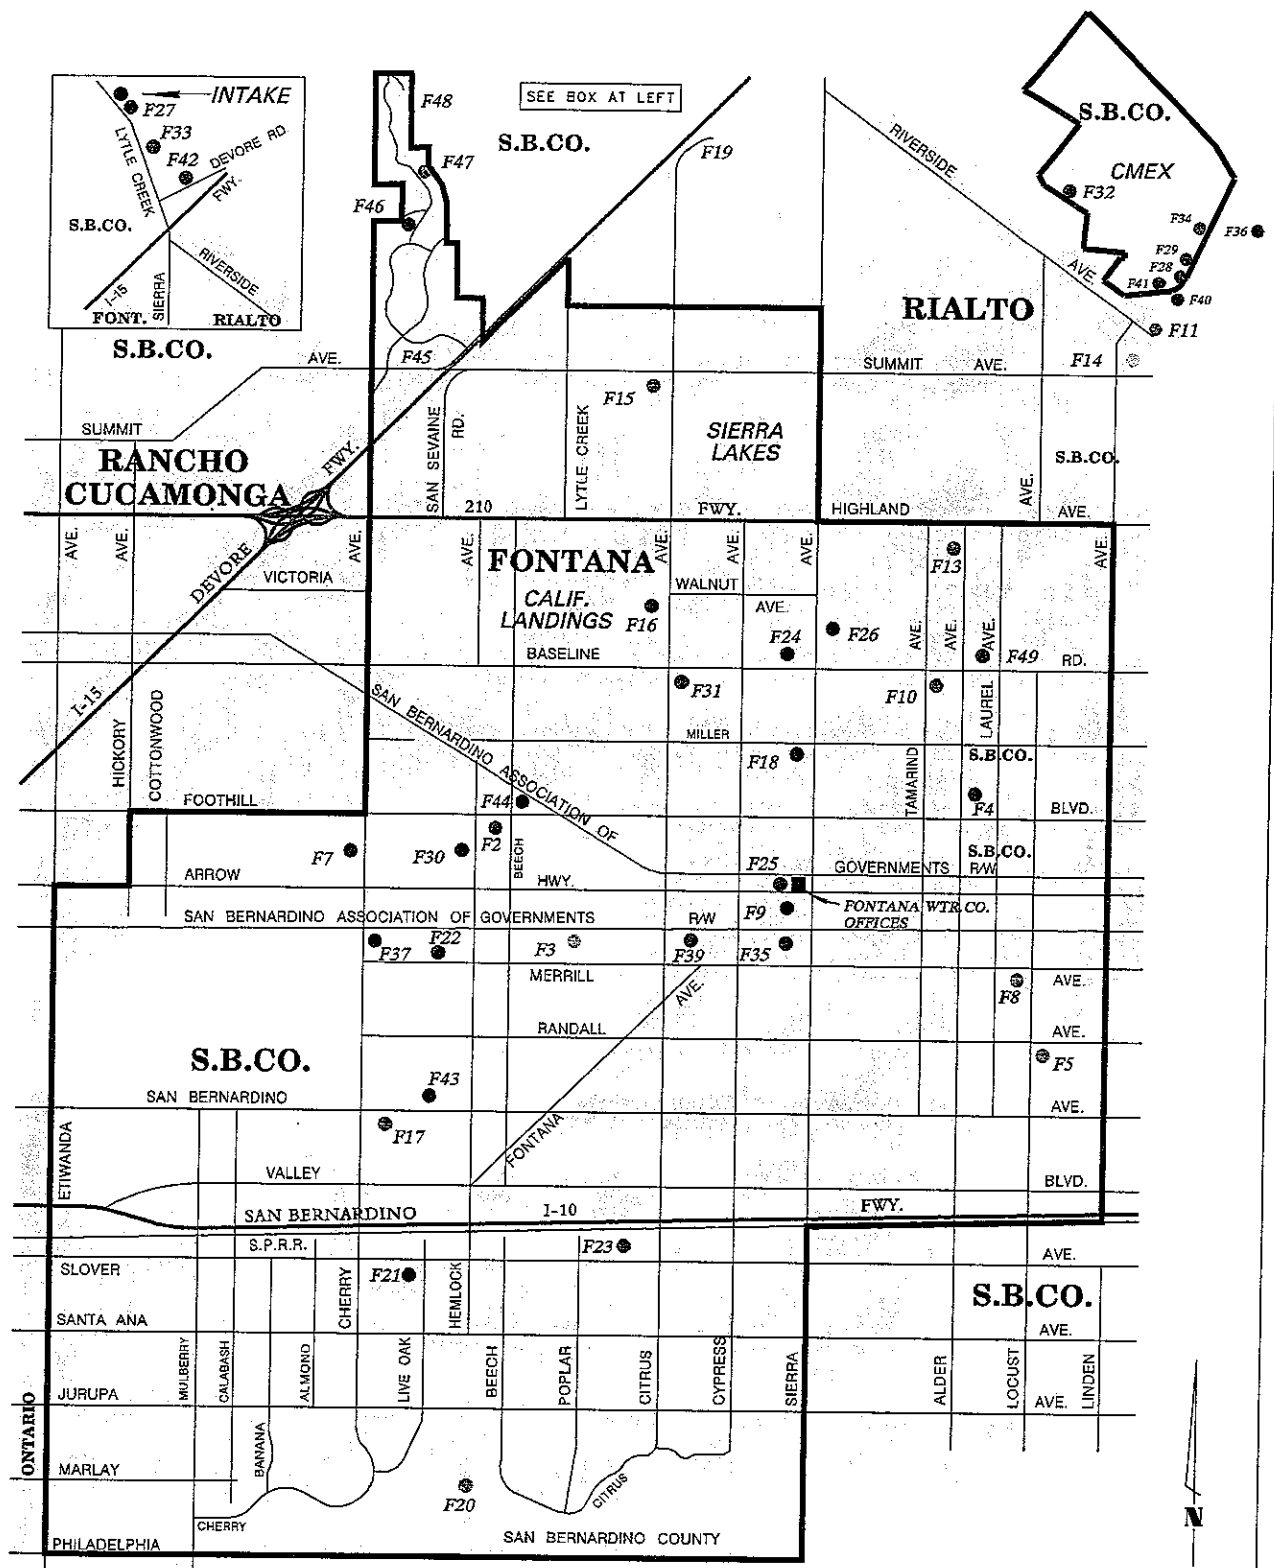 INTAKE
F27
F33
F42
DEVORE RD.
FWY.
LYTLE CREEK
S.B.CO.
RIVERSIDE
I-15
SIERRA
FONT.
RIALTO
SEE BOX AT LEFT
F48
S.B.CO.
F47
F19
F46
RIVERSIDE
AVE.
S.B.CO.
CMEX
F32
F34
F36
F29
F28
F41
F40
F11
RIALTO
F14
S.B.CO.
AVE.
F45
SUMMIT
AVE.
F15
SAN SEVAINE
RD.
LYTLE CREEK
SIERRA
LAKES
SUMMIT
RANCHO
CUCAMONGA
FWY.
S.B.CO.
AVE.
210
FWY.
HIGHLAND
AVE.
AVE.
AVE.
AVE.
AVE.
AVE.
AVE.
AVE.
AVE.
DEVORE
VICTORIA
FONTANA
CALIF.
LANDINGS
F16
WALNUT
AVE.
F13
F24
F26
AVE.
AVE.
AVE.
F49
BASELINE
RD.
I-15
HICKORY
COTTONWOOD
SAN BERNARDINO ASSOCIATION OF
F31
F10
LAUREL
MILLER
F18
TAMARIND
S.B.CO.
FOOTHILL
F44
F4
BLVD.
F7
F30
F2
BEECH
S.B.CO.
ARROW
HWY.
F25
GOVERNMENTS
R/W
SAN BERNARDINO ASSOCIATION OF GOVERNMENTS
R/W
F9
FONTANA WTR.CO.
OFFICES
F37
F22
F3
F39
F35
MERRILL
AVE.
F8
AVE.
RANDALL
AVE.
S.B.CO.
F5
F43
SAN BERNARDINO
AVE.
F17
FONTANA
ETIWANDA
VALLEY
BLVD.
SAN BERNARDINO
I-10
FWY.
S.P.R.R.
F23
AVE.
SLOVER
F21
CHERRY
HEMLOCK
S.B.CO.
SANTA ANA
AVE.
MULBERRY
CALABASH
ALMOND
LIVE OAK
BEECH
POPLAR
CITRUS
CYPRESS
SIERRA
ALDER
LOCUST
LINDEN
JURUPA
AVE.
ONTARIO
BANANA
MARLAY
F20
CITRUS
CHERRY
SAN BERNARDINO COUNTY
PHILADELPHIA
N